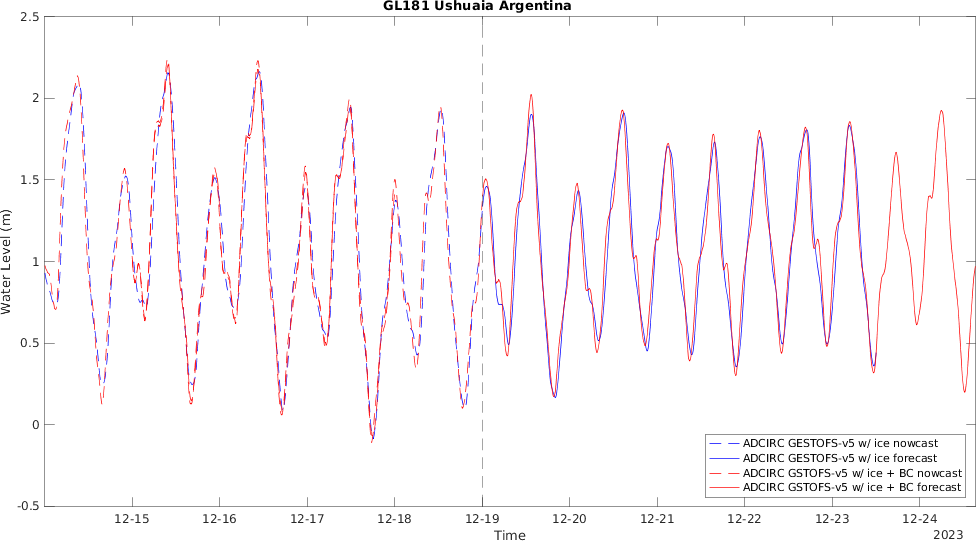 GL181 Ushuaia Argentina
2.5
2
1.5
1
0.5
0
-0.5
Water Level (m)
ADCIRC GESTOFS-v5 w/ ice nowcast
ADCIRC GESTOFS-v5 w/ ice forecast
ADCIRC GSTOFS-v5 w/ ice + BC nowcast
ADCIRC GSTOFS-v5 w/ ice + BC forecast
12-15 12-16 12-17 12-18 12-19 12-20 12-21 12-22 12-23 12-24
Time
2023